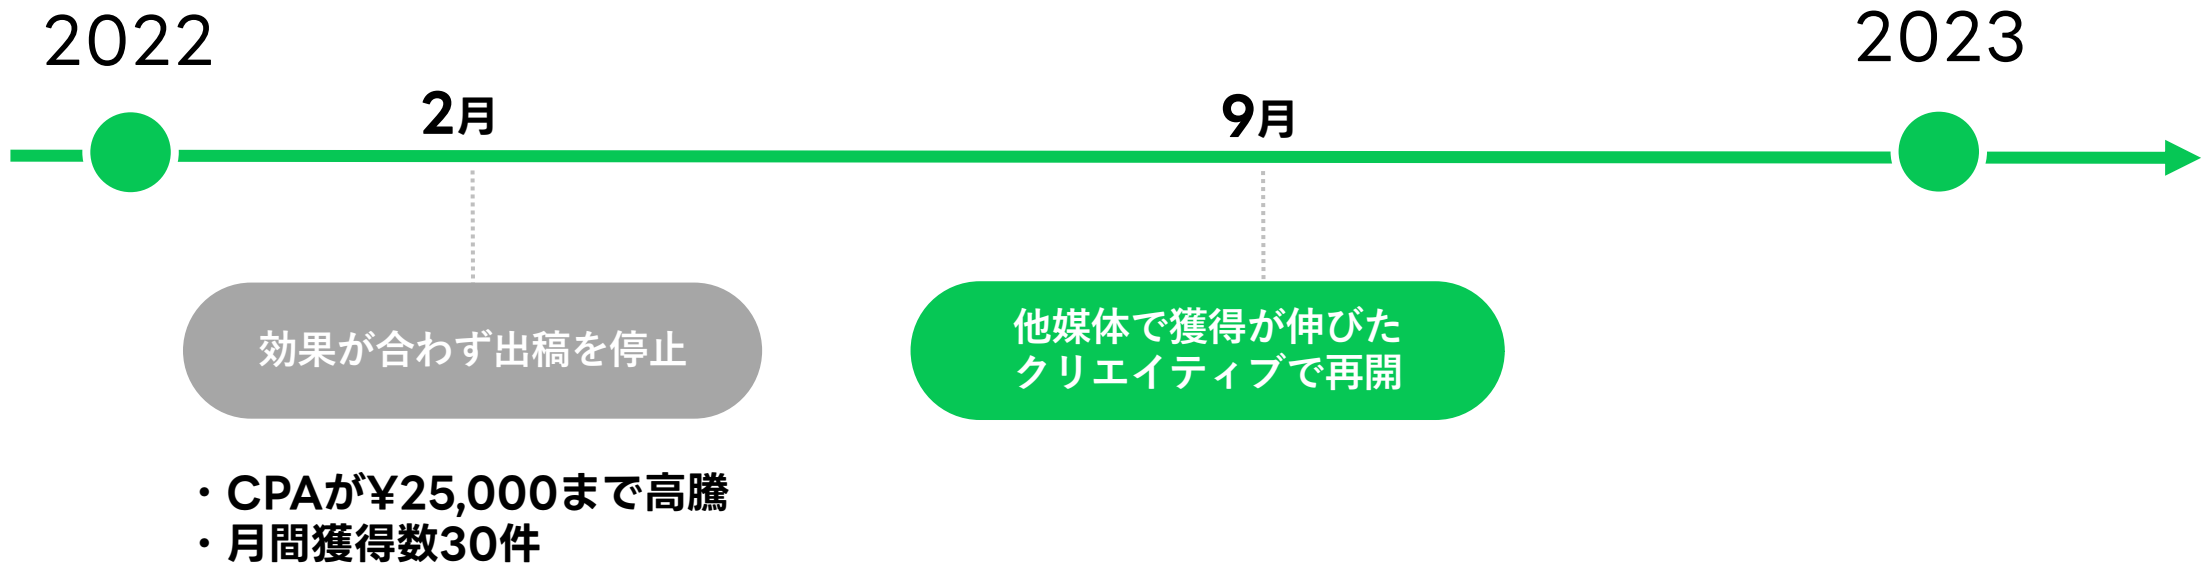 2022
2023
2月
9月
効果が合わず出稿を停止
他媒体で獲得が伸びた
クリエイティブで再開
・CPAが¥25,000まで高騰
・月間獲得数30件